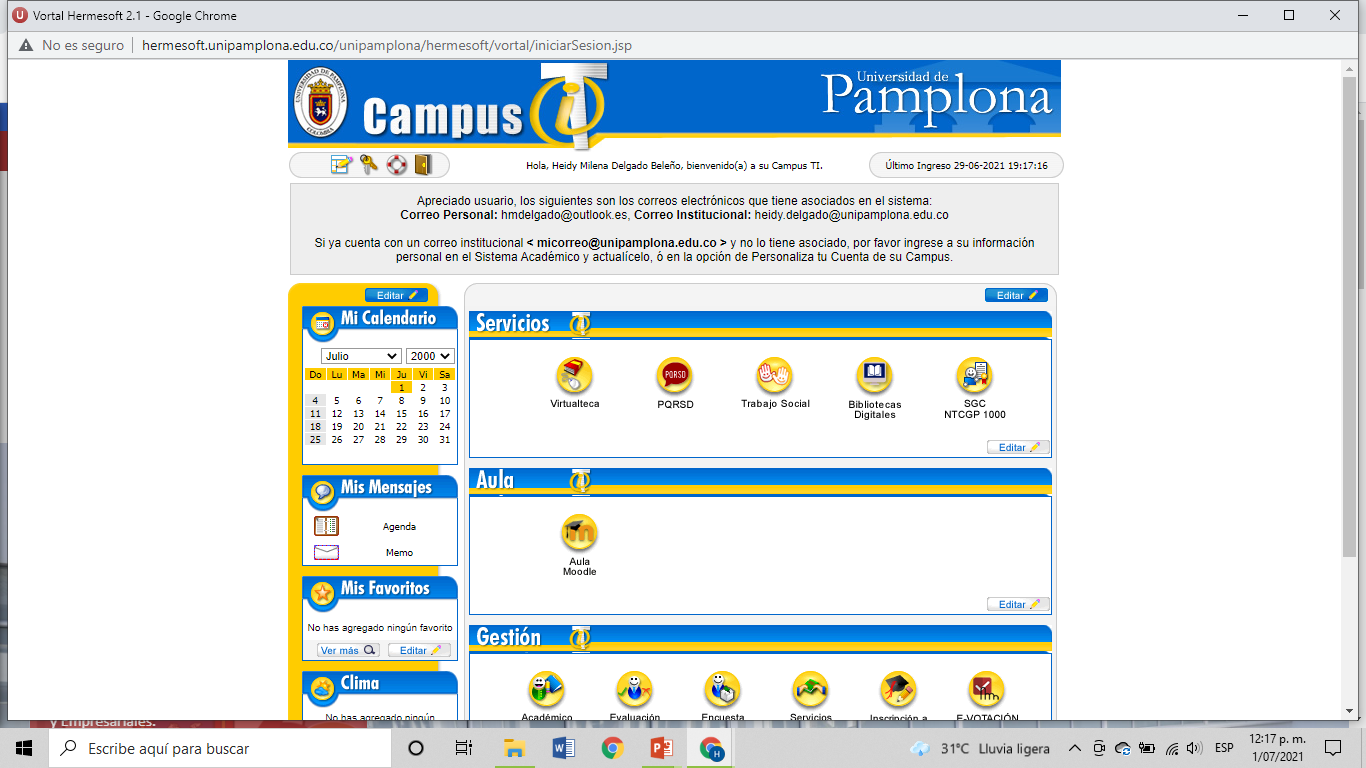 Vortal Hermesoft 2.1 - Google Chrome
No es seguro
hermesoft.unipamplona.edu.co/unipamplona/hermesoft/vortal/iniciarSesion.jsp
Campus TI
Universidad de
Pamplona
Hola, Heidy Milena Delgado Beleño, bienvenido(a) a su Campus TI.
Último Ingreso 29-06-2021 19:17:16
Apreciado usuario, los siguientes son los correos electrónicos que tiene asociados en el sistema:
Correo Personal: hmdelgado@outlook.es, Correo Institucional: heidy.delgado@unipamplona.edu.co
Si ya cuenta con un correo institucional < micorreo@unipamplona.edu.co > y no lo tiene asociado, por favor ingrese a su información
personal en el Sistema Académico y actualícelo, ó en la opción de Personaliza tu Cuenta de su Campus.
Editar
Mi Calendario
Julio 2000
Do Lu Ma Mi Ju Vi Sa
1 2 3
4 5 6 7 8 9 10
11 12 13 14 15 16 17
18 19 20 21 22 23 24
25 26 27 28 29 30 31
Mis Mensajes
Agenda
Memo
Mis Favoritos
No has agregado ningún favorito
Ver más Editar
Clima
No has agregado ningún
Editar
Servicios
Virtualteca
PQRSD
PQRSD
Trabajo Social
Bibliotecas
Digitales
SGC
NTCGP 1000
Editar
Aula
Aula
Moodle
Editar
Gestión
Académico
Evaluación
Encuesta
Servicios
Inscripción a
E-VOTACIÓN
y Empresariales.
Escribe aquí para buscar
31°C Lluvia ligera
ESP
12:17 p. m.
1/07/2021